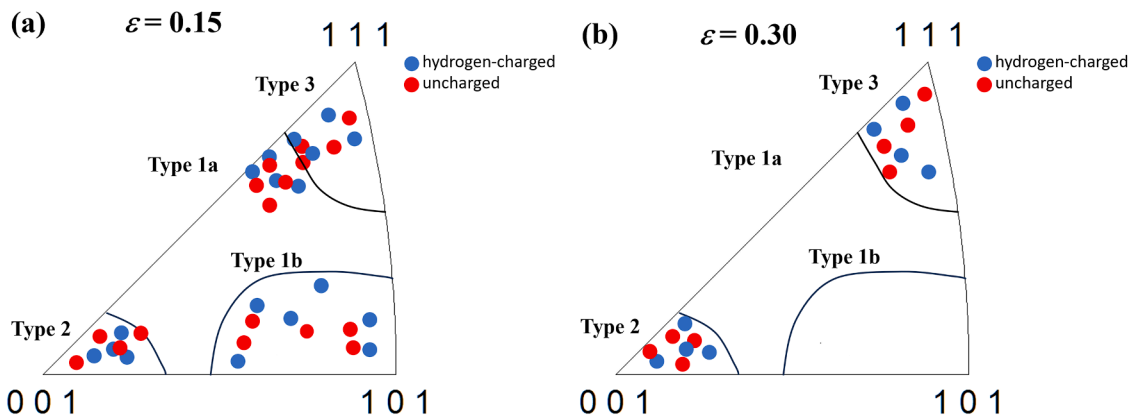 (a)
ε = 0.15
1 1 1
hydrogen-charged
uncharged
Type 3
Type 1a
Type 1b
Type 2
0 0 1
1 0 1
(b)
ε = 0.30
1 1 1
hydrogen-charged
uncharged
Type 3
Type 1a
Type 1b
Type 2
0 0 1
1 0 1